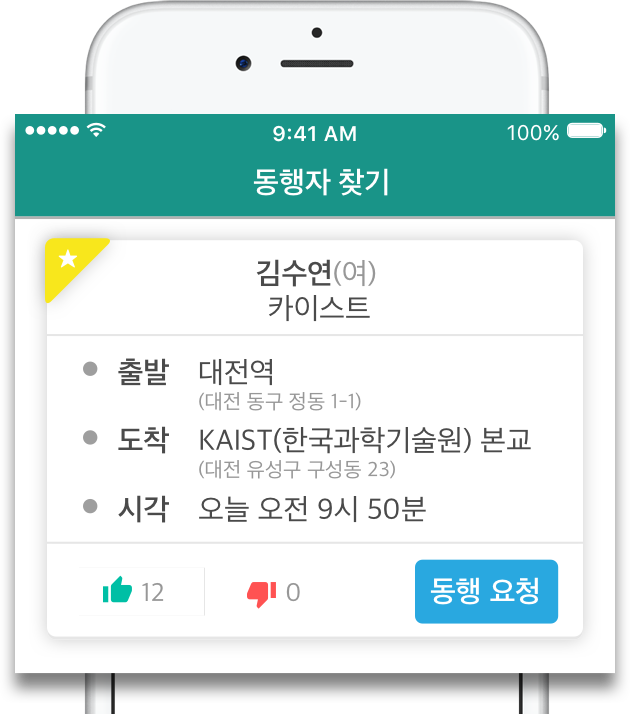 9:41 AM 100%
동행자 찾기
김수연(여)
카이스트
출발 대전역
(대전 동구 정동 1-1)
도착 KAIST(한국과학기술원) 본교
(대전 유성구 구성동 23)
시각 오늘 오전 9시 50분
12 0 동행 요청